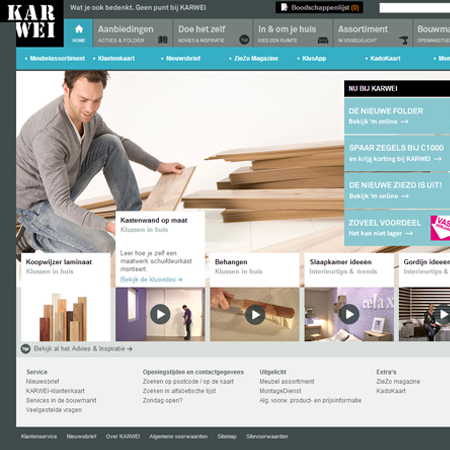 KAR
WEI
Wat je ook bedenkt. Geen punt bij KARWEI
Boodschappenlijst (0)
HOME
Aanbiedingen
ACTIES & FOLDER
Doe het zelf
ADVIES & INSPIRATIE
In & om je huis
KIES EEN RUIMTE
Assortiment
IN VOGELVLUCHT
Bouwma
OPENINGSTIJ
Meubelassortiment
Klantenkaart
Nieuwsbrief
ZieZo Magazine
KlusApp
KadoKaart
Mon
NU BIJ KARWEI
DE NIEUWE FOLDER
Bekijk 'm online →
SPAAR ZEGELS BIJ C1000
en krijg korting bij KARWEI →
DE NIEUWE ZIEZO IS UIT!
Bekijk 'm online →
ZOVEEL VOORDEEL
Het kan niet lager →
VAS
Kastenwand op maat
Klussen in huis
Leer hoe je zelf een
maatwerk schuifdeurkast
monteert.
Bekijk de klusvideo →
Koopwijzer laminaat
Klussen in huis
Behangen
Klussen in huis
Slaapkamer ideeën
Interieurtips & -trends
Gordijn ideeën
Interieurtips &
relax
Bekijk al het Advies & Inspiratie →
Service
Nieuwsbrief
KARWEI-klantenkaart
Services in de bouwmarkt
Veelgestelde vragen
Openingstijden en contactgegevens
Zoeken op postcode / op de kaart
Zoeken in alfabetische lijst
Zondag open?
Uitgelicht
Meubel assortiment
MontageDienst
Alg. voorw. product- en prijsinformatie
Extra's
ZieZo magazine
KadoKaart
Klantenservice
Nieuwsbrief
Over KARWEI
Algemene voorwaarden
Sitemap
Sitevoorwaarden